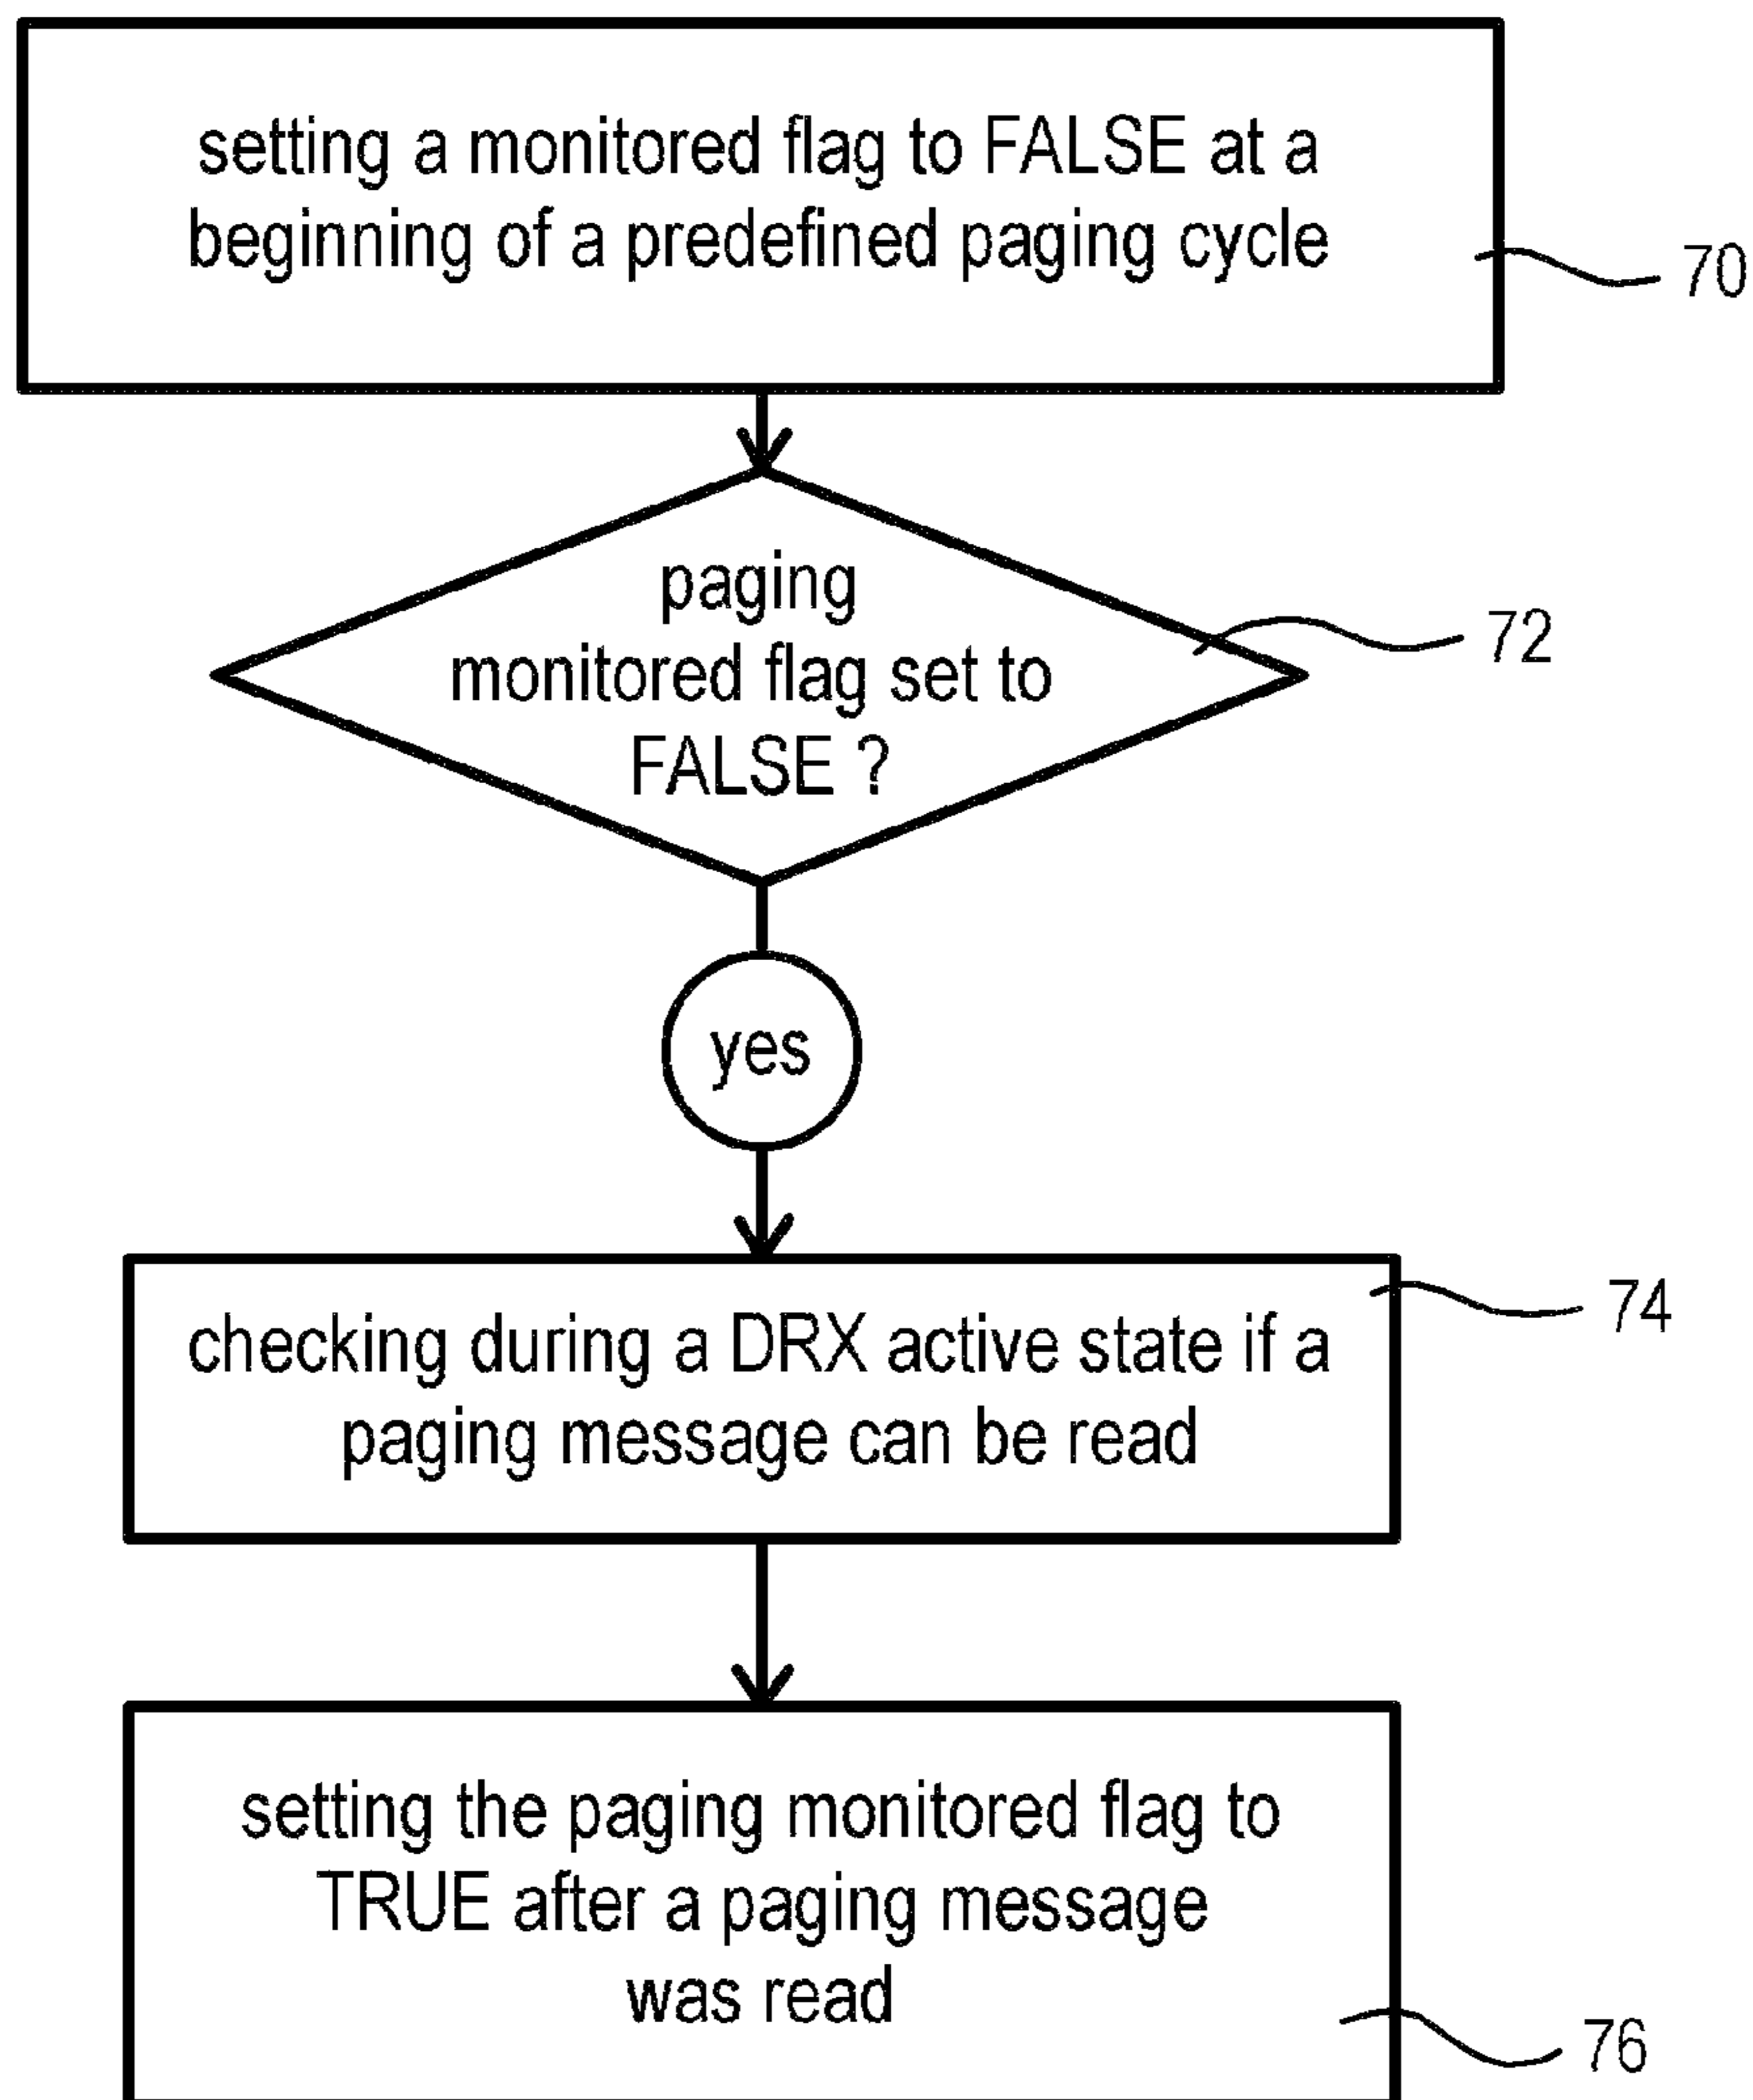 setting a monitored flag to FALSE at a
beginning of a predefined paging cycle
70
paging
monitored flag set to
FALSE ?
72
yes
74
checking during a DRX active state if a
paging message can be read
setting the paging monitored flag to
TRUE after a paging message
was read
76